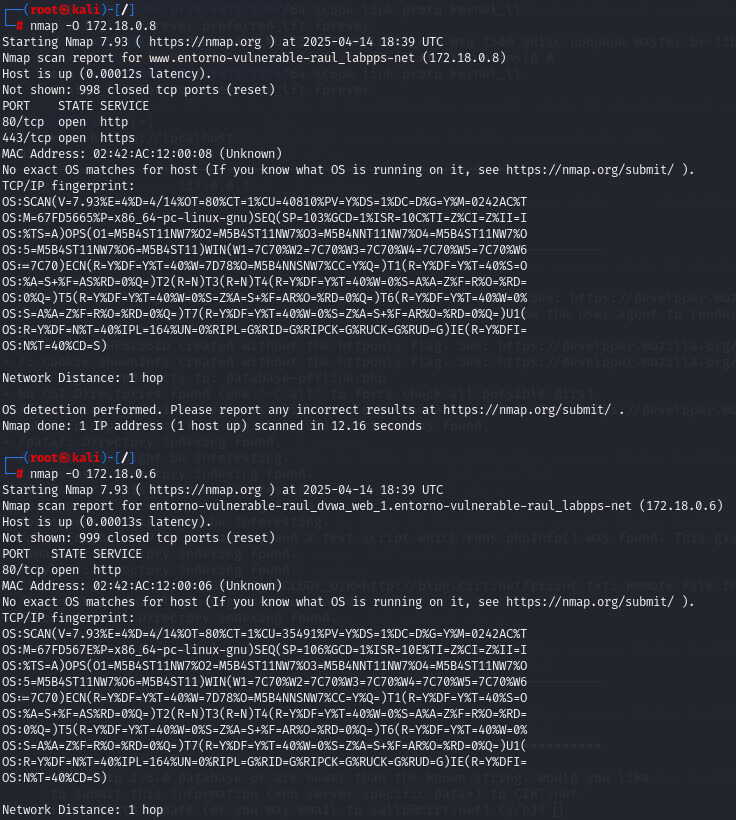 ┌──(root㉿kali)-[/]
└─# nmap -O 172.18.0.8
Starting Nmap 7.93 ( https://nmap.org ) at 2025-04-14 18:39 UTC
Nmap scan report for www.entorno-vulnerable-raul_labpps-net (172.18.0.8)
Host is up (0.00012s latency).
Not shown: 998 closed tcp ports (reset)
PORT    STATE SERVICE
80/tcp  open  http
443/tcp open  https
MAC Address: 02:42:AC:12:00:08 (Unknown)
No exact OS matches for host (If you know what OS is running on it, see https://nmap.org/submit/ ).
TCP/IP fingerprint:
OS:SCAN(V=7.93%E=4%D=4/14%OT=80%CT=1%CU=40810%PV=Y%DS=1%DC=D%G=Y%M=0242AC%T
OS:M=67FD5665%P=x86_64-pc-linux-gnu)SEQ(SP=103%GCD=1%ISR=10C%TI=Z%CI=Z%II=I
OS:%TS=A)OPS(O1=M5B4ST11NW7%O2=M5B4ST11NW7%O3=M5B4NNT11NW7%O4=M5B4ST11NW7%O
OS:5=M5B4ST11NW7%O6=M5B4ST11)WIN(W1=7C70%W2=7C70%W3=7C70%W4=7C70%W5=7C70%W6
OS:=7C70)ECN(R=Y%DF=Y%T=40%W=7D78%O=M5B4NNSNW7%CC=Y%Q=)T1(R=Y%DF=Y%T=40%S=O
OS:%A=S+%F=AS%RD=0%Q=)T2(R=N)T3(R=N)T4(R=Y%DF=Y%T=40%W=0%S=A%A=Z%F=R%O=%RD=
OS:0%Q=)T5(R=Y%DF=Y%T=40%W=0%S=Z%A=S+%F=AR%O=%RD=0%Q=)T6(R=Y%DF=Y%T=40%W=0%
OS:S=A%A=Z%F=R%O=%RD=0%Q=)T7(R=Y%DF=Y%T=40%W=0%S=Z%A=S+%F=AR%O=%RD=0%Q=)U1(
OS:R=Y%DF=N%T=40%IPL=164%UN=0%RIPL=G%RID=G%RIPCK=G%RUCK=G%RUD=G)IE(R=Y%DFI=
OS:N%T=40%CD=S)
Network Distance: 1 hop
OS detection performed. Please report any incorrect results at https://nmap.org/submit/ .
Nmap done: 1 IP address (1 host up) scanned in 12.16 seconds
┌──(root㉿kali)-[/]
└─# nmap -O 172.18.0.6
Starting Nmap 7.93 ( https://nmap.org ) at 2025-04-14 18:39 UTC
Nmap scan report for entorno-vulnerable-raul_dvwa_web_1.entorno-vulnerable-raul_labpps-net (172.18.0.6)
Host is up (0.00013s latency).
Not shown: 999 closed tcp ports (reset)
PORT   STATE SERVICE
80/tcp open  http
MAC Address: 02:42:AC:12:00:06 (Unknown)
No exact OS matches for host (If you know what OS is running on it, see https://nmap.org/submit/ ).
TCP/IP fingerprint:
OS:SCAN(V=7.93%E=4%D=4/14%OT=80%CT=1%CU=35491%PV=Y%DS=1%DC=D%G=Y%M=0242AC%T
OS:M=67FD567E%P=x86_64-pc-linux-gnu)SEQ(SP=106%GCD=1%ISR=10E%TI=Z%CI=Z%II=I
OS:%TS=A)OPS(O1=M5B4ST11NW7%O2=M5B4ST11NW7%O3=M5B4NNT11NW7%O4=M5B4ST11NW7%O
OS:5=M5B4ST11NW7%O6=M5B4ST11)WIN(W1=7C70%W2=7C70%W3=7C70%W4=7C70%W5=7C70%W6
OS:=7C70)ECN(R=Y%DF=Y%T=40%W=7D78%O=M5B4NNSNW7%CC=Y%Q=)T1(R=Y%DF=Y%T=40%S=O
OS:%A=S+%F=AS%RD=0%Q=)T2(R=N)T3(R=N)T4(R=Y%DF=Y%T=40%W=0%S=A%A=Z%F=R%O=%RD=
OS:0%Q=)T5(R=Y%DF=Y%T=40%W=0%S=Z%A=S+%F=AR%O=%RD=0%Q=)T6(R=Y%DF=Y%T=40%W=0%
OS:S=A%A=Z%F=R%O=%RD=0%Q=)T7(R=Y%DF=Y%T=40%W=0%S=Z%A=S+%F=AR%O=%RD=0%Q=)U1(
OS:R=Y%DF=N%T=40%IPL=164%UN=0%RIPL=G%RID=G%RIPCK=G%RUCK=G%RUD=G)IE(R=Y%DFI=
OS:N%T=40%CD=S)
Network Distance: 1 hop